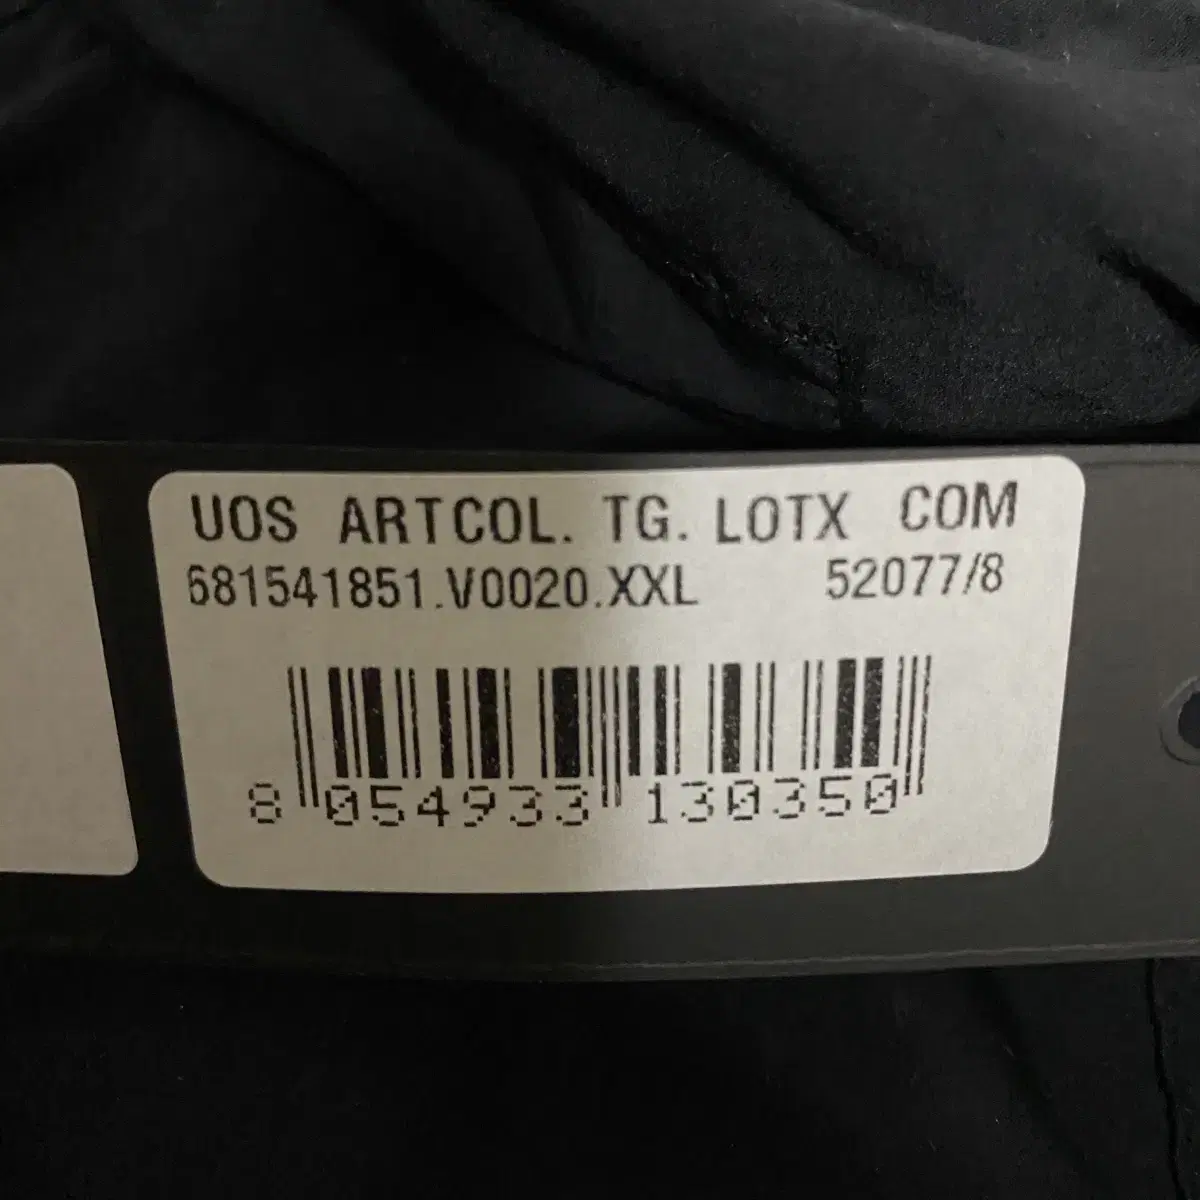 UOS ARTCOL. TG. LOTX COM
681541851.V0020.XXL 52077/8
8 054933 130350